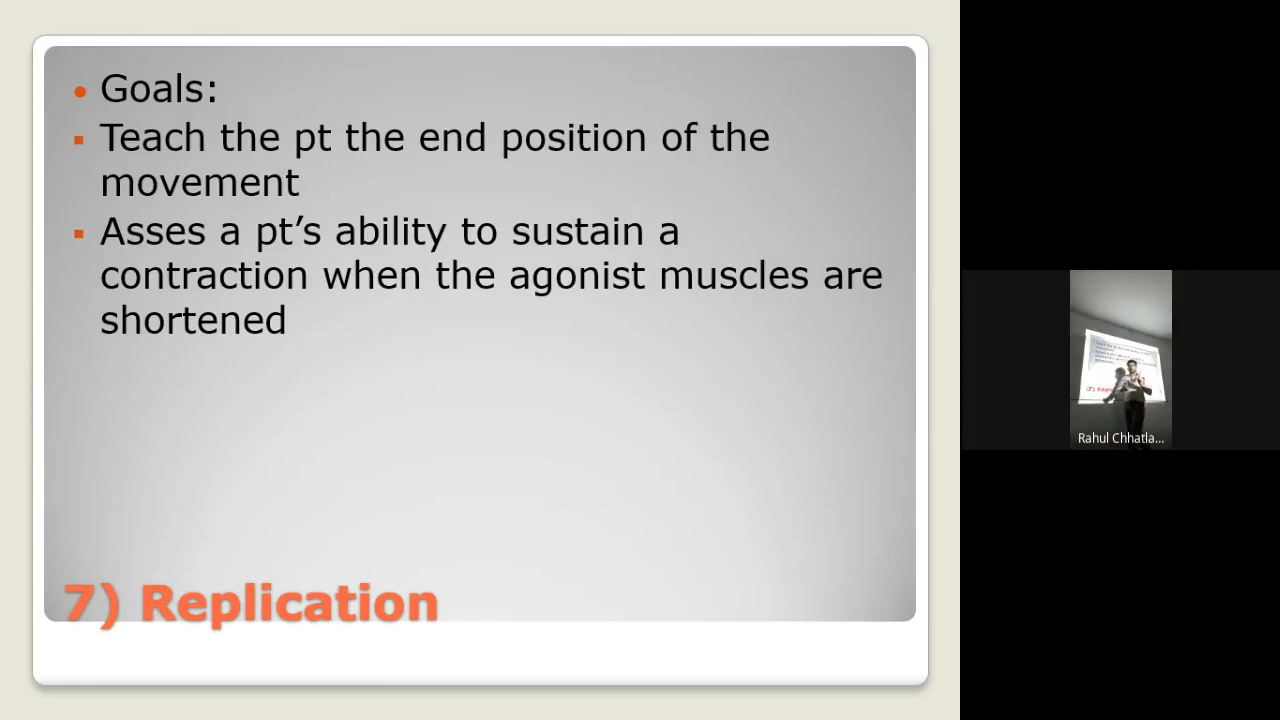 Goals:
Teach the pt the end position of the
movement
Asses a pt’s ability to sustain a
contraction when the agonist muscles are
shortened
7) Replication
Rahul Chhatla...